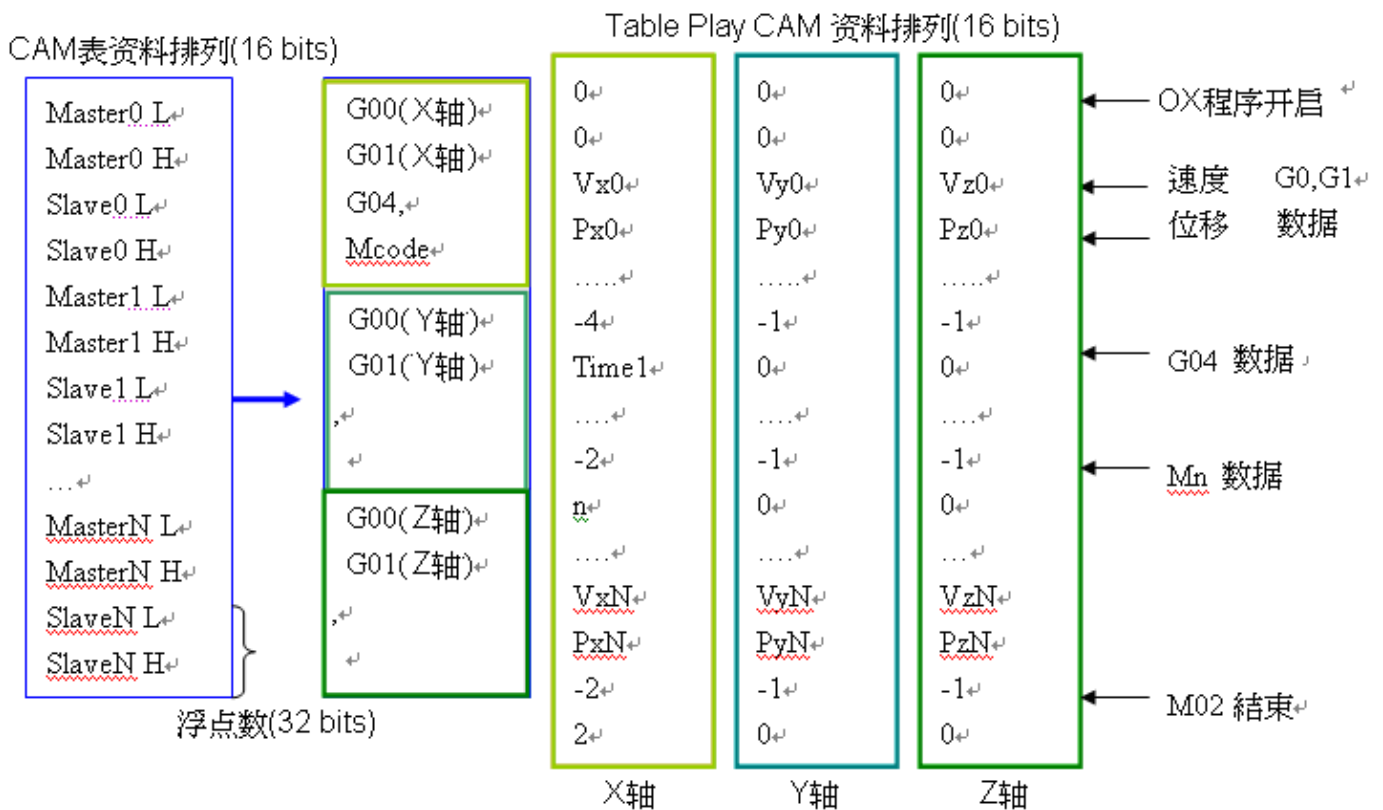 CAM表资料排列(16 bits)
Master0 L↵
Master0 H↵
Slave0 L↵
Slave0 H↵
Master1 L↵
Master1 H↵
Slave1 L↵
Slave1 H↵
…↵
MasterN L↵
MasterN H↵
SlaveN L↵
SlaveN H↵
浮点数(32 bits)
G00(X轴)↵
G01(X轴)↵
G04,↵
Mcode↵
G00(Y轴)↵
G01(Y轴)↵
,↵
↵
G00(Z轴)↵
G01(Z轴)↵
,↵
↵
Table Play CAM 资料排列(16 bits)
0↵
0↵
Vx0↵
Px0↵
…..↵
-4↵
Time1↵
….↵
-2↵
n↵
….↵
VxN↵
PxN↵
-2↵
2↵
X轴
0↵
0↵
Vy0↵
Py0↵
…..↵
-1↵
0↵
….↵
-1↵
0↵
….↵
VyN↵
PyN↵
-1↵
0↵
Y轴
0↵
0↵
Vz0↵
Pz0↵
…..↵
-1↵
0↵
….↵
-1↵
0↵
…↵
VzN↵
PzN↵
-1↵
0↵
Z轴
OX程序开启 ↵
速度 G0,G1↵
位移 数据
G04 数据↵
Mn 数据
M02 結束↵